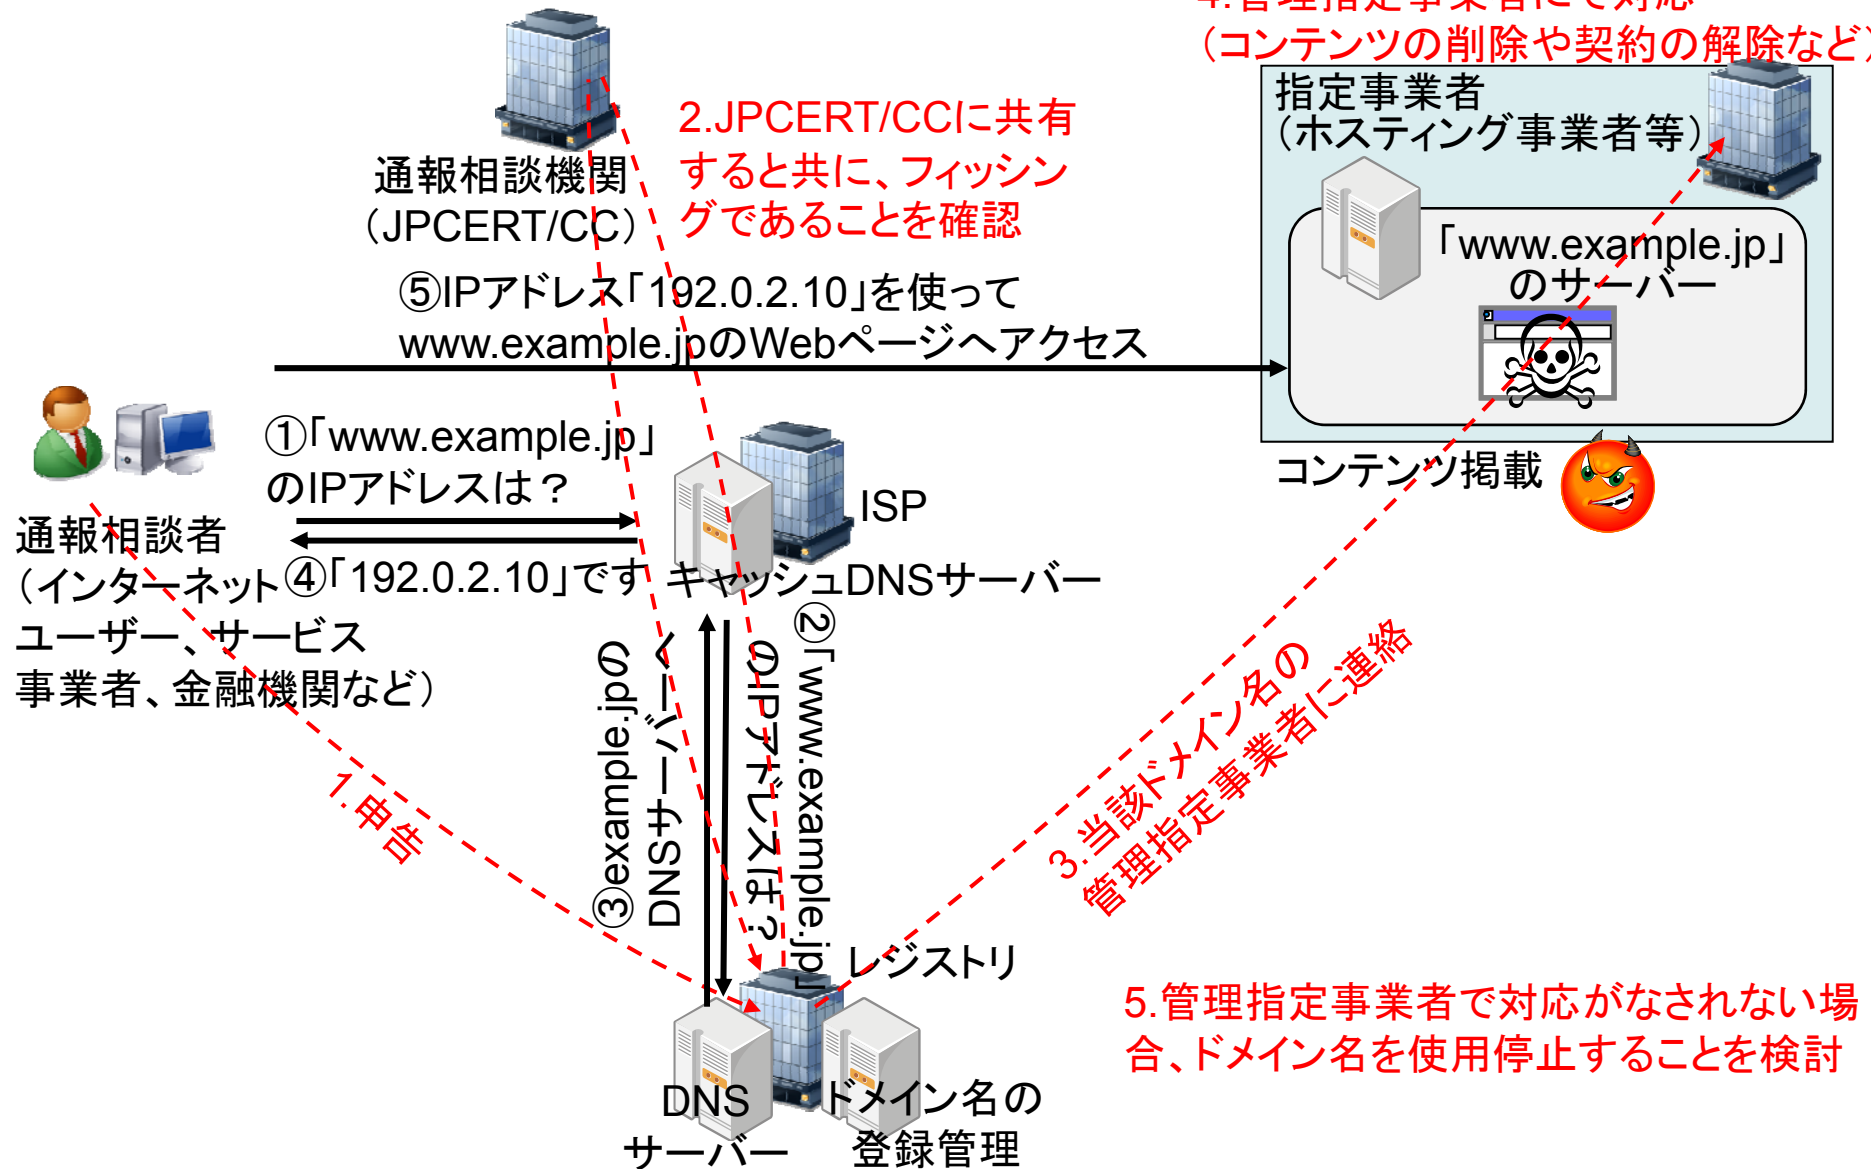 4.管理指定事業者にて対応
（コンテンツの削除や契約の解除など）
指定事業者
（ホスティング事業者等）
2.JPCERT/CCに共有
すると共に、フィッシン
グであることを確認
通報相談機関
（JPCERT/CC）
「www.example.jp」
のサーバー
⑤IPアドレス「192.0.2.10」を使って
www.example.jpのWebページへアクセス
①「www.example.jp」
のIPアドレスは？
コンテンツ掲載
ISP
通報相談者
（インターネット
ユーザー、サービス
事業者、金融機関など）
④「192.0.2.10」です
キャッシュDNSサーバー
③example.jpの
DNSサーバーへ
②「www.example.jp」
のIPアドレスは？
1.申告
3.当該ドメイン名の
管理指定事業者に連絡
レジストリ
5.管理指定事業者で対応がなされない場
合、ドメイン名を使用停止することを検討
DNS
サーバー
ドメイン名の
登録管理